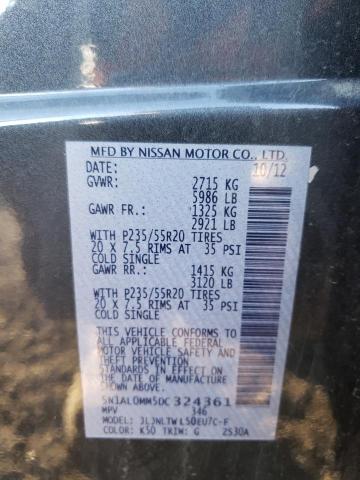 MFD BY NISSAN MOTOR CO., LTD.
DATE: 10/12
GVWR: 2715 KG
5986 LB
GAWR FR.: 1325 KG
2921 LB
WITH P235/55R20 TIRES
20 X 7.5 RIMS AT 35 PSI
COLD SINGLE
GAWR RR.: 1415 KG
3120 LB
WITH P235/55R20 TIRES
20 X 7.5 RIMS AT 35 PSI
COLD SINGLE
THIS VEHICLE CONFORMS TO
ALL APPLICABLE FEDERAL
MOTOR VEHICLE SAFETY
AND THEFT PREVENTION
STANDARDS IN EFFECT ON
THE DATE OF MANUFACTURE
SHOWN ABOVE.
5N1AL0MM5DC324361
MPV 346
JLJNLTWL50EU7C-F
COLOR: K50 TRIM: G 2S30A